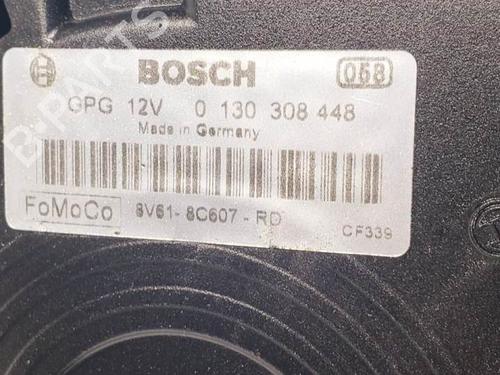 BOSCH 058
GPG 12V 0 130 308 448
Made in Germany
FoMoCo 8V61-8C607-RD CF339
B-PARTS